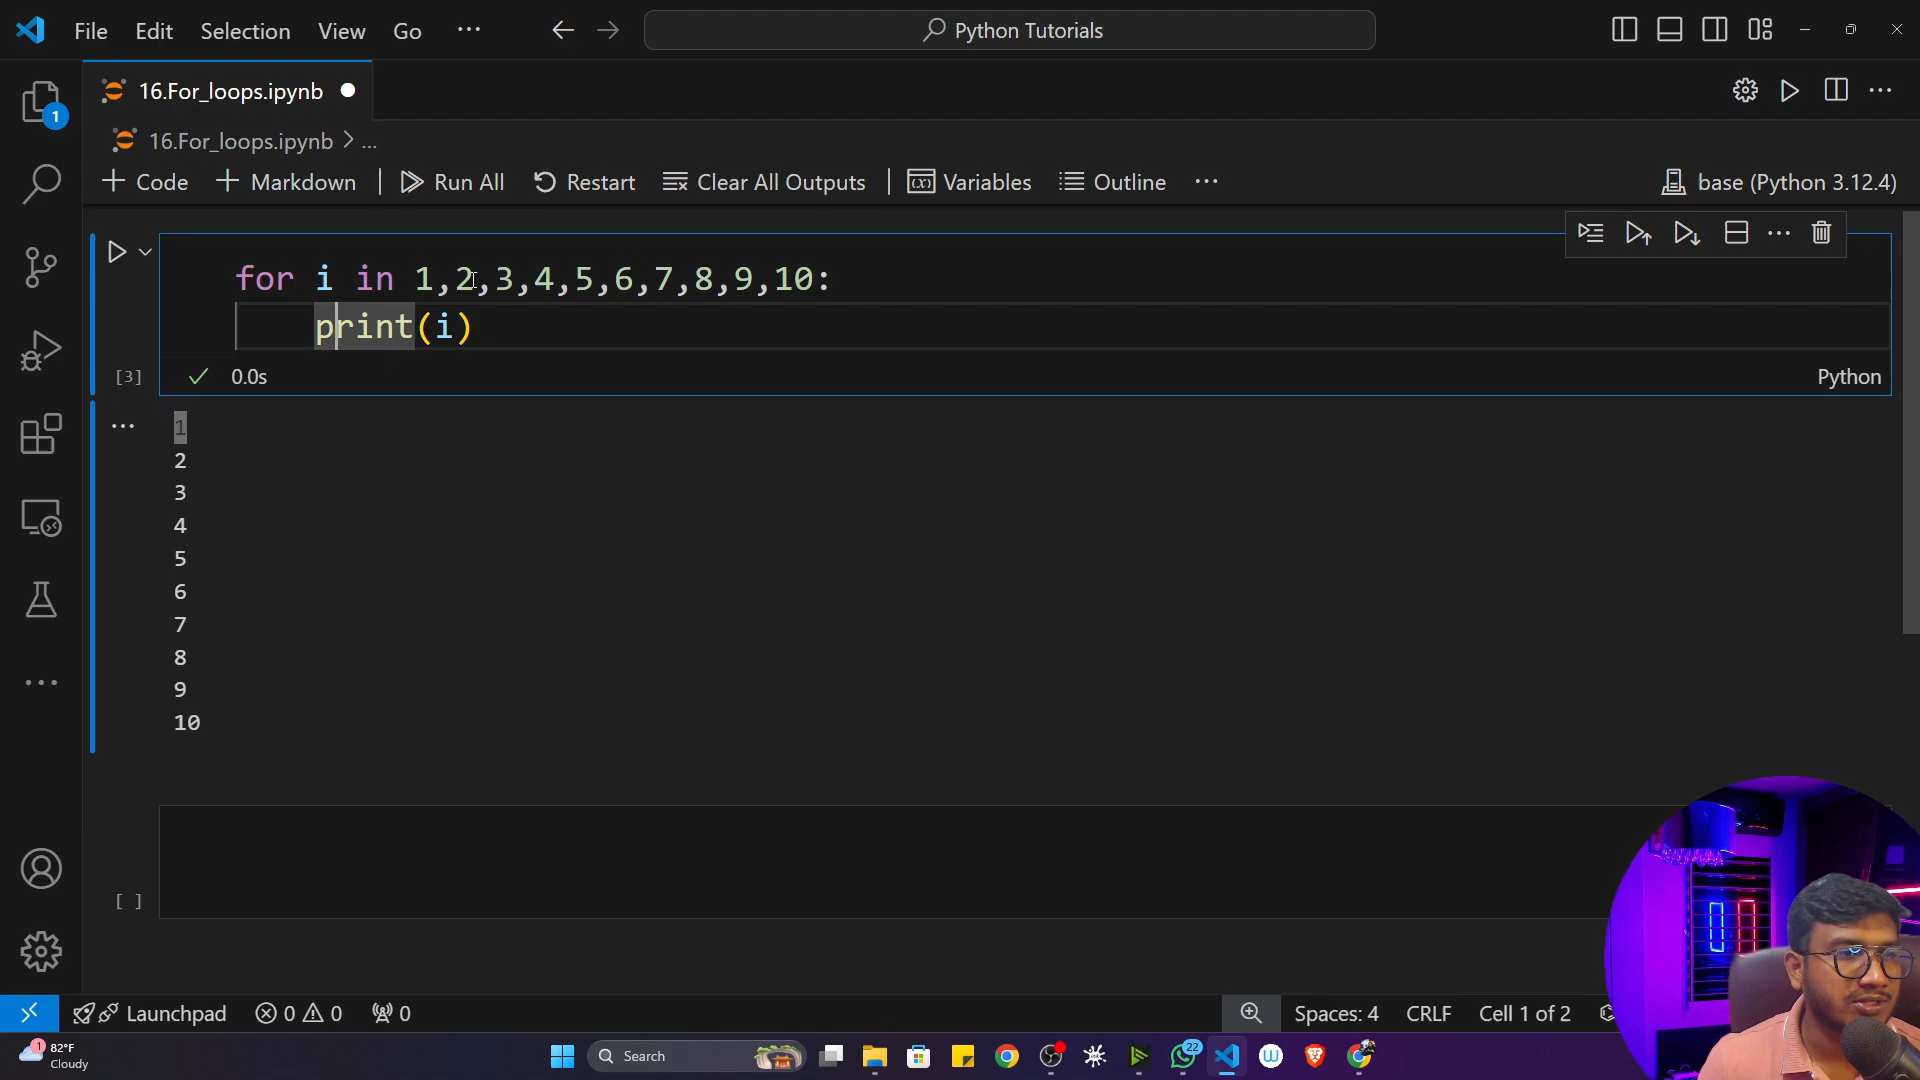 File Edit Selection View Go ... Python Tutorials
16.For_loops.ipynb
16.For_loops.ipynb > ...
+ Code + Markdown Run All Restart Clear All Outputs Variables Outline ... base (Python 3.12.4)
1
for i in 1,2,3,4,5,6,7,8,9,10:
print(i)
[3] 0.0s Python
1
2
3
4
5
6
7
8
9
10
[ ]
Launchpad 0 0 0 Spaces: 4 CRLF Cell 1 of 2
1 82°F
Cloudy
Search
22